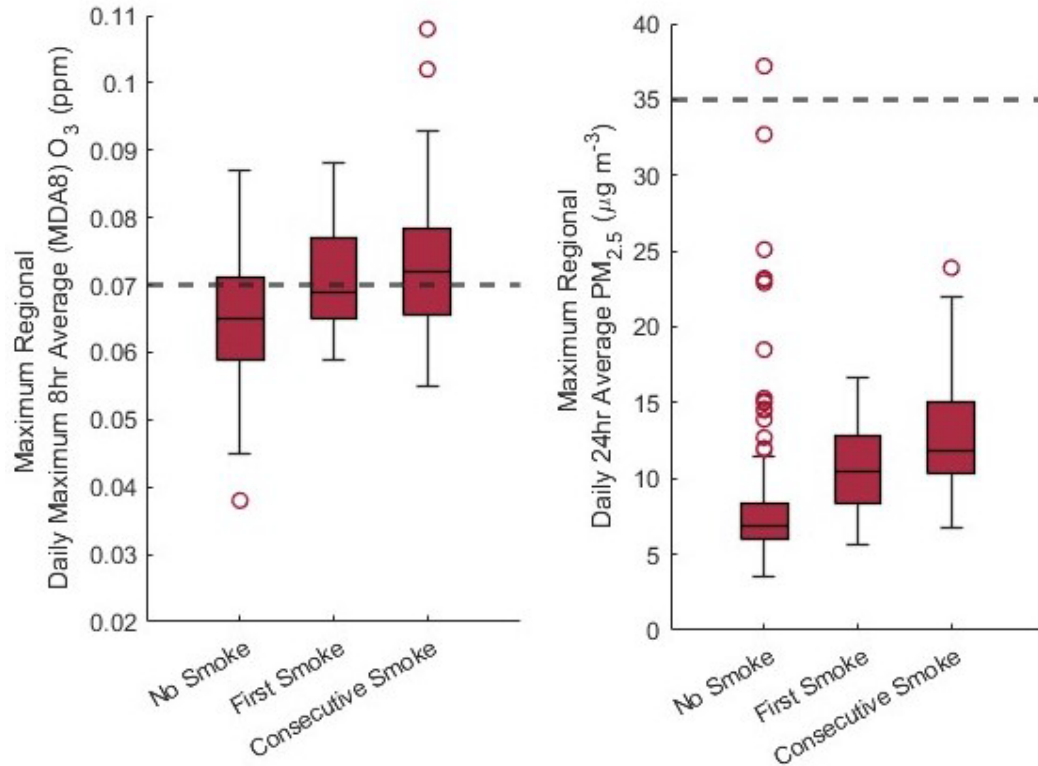 Maximum Regional
Daily Maximum 8hr Average (MDA8) O3 (ppm)
0.11
0.1
0.09
0.08
0.07
0.06
0.05
0.04
0.03
0.02
No Smoke
First Smoke
Consecutive Smoke
Maximum Regional
Daily 24hr Average PM2.5 (μg m-3)
40
35
30
25
20
15
10
5
0
No Smoke
First Smoke
Consecutive Smoke